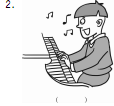 2.
(          )